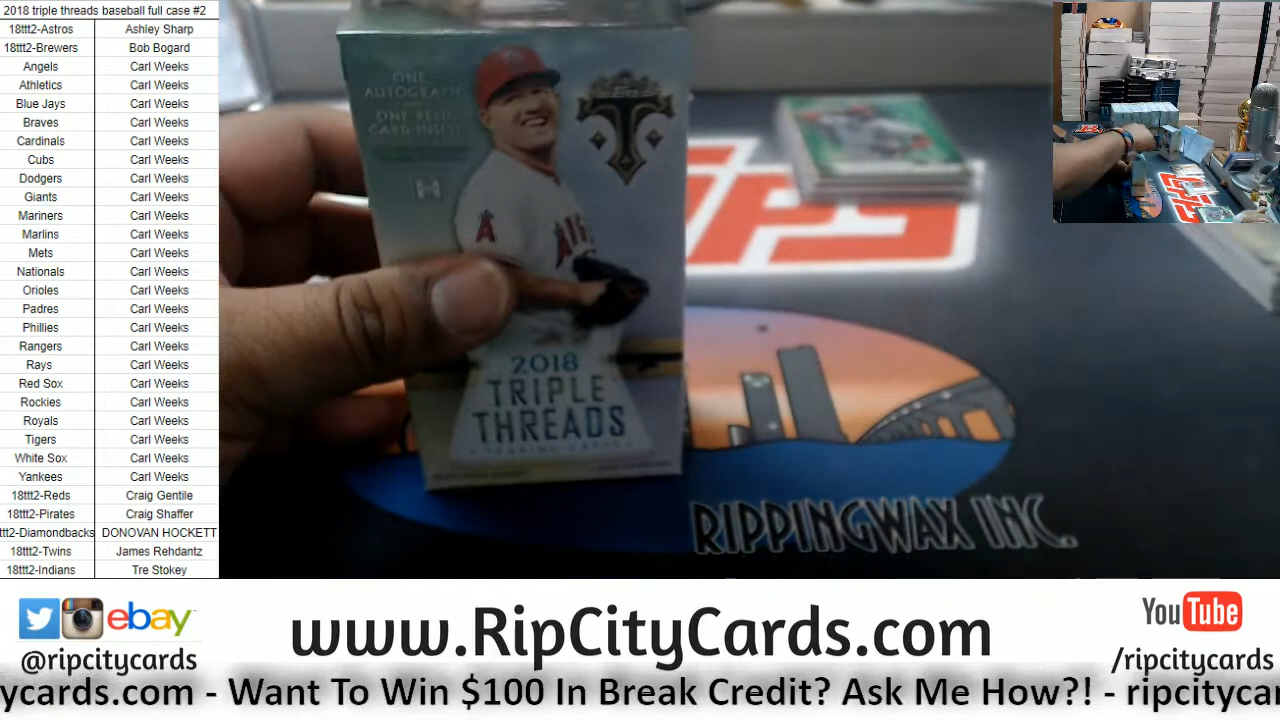 2018 triple threads baseball full case #2
18ttt2-Astros Ashley Sharp
18ttt2-Brewers Bob Bogard
Angels Carl Weeks
Athletics Carl Weeks
Blue Jays Carl Weeks
Braves Carl Weeks
Cardinals Carl Weeks
Cubs Carl Weeks
Dodgers Carl Weeks
Giants Carl Weeks
Mariners Carl Weeks
Marlins Carl Weeks
Mets Carl Weeks
Nationals Carl Weeks
Orioles Carl Weeks
Padres Carl Weeks
Phillies Carl Weeks
Rangers Carl Weeks
Rays Carl Weeks
Red Sox Carl Weeks
Rockies Carl Weeks
Royals Carl Weeks
Tigers Carl Weeks
White Sox Carl Weeks
Yankees Carl Weeks
18ttt2-Reds Craig Gentile
18ttt2-Pirates Craig Shaffer
ttt2-Diamondbacks DONOVAN HOCKETT
18ttt2-Twins James Rehdantz
18ttt2-Indians Tre Stokey
ONE
ONE
CARD INSIDE
Topps
T
A
2018
TRIPLE
THREADS
TRADING CARDS
RIPPINGWAX INC.
ebay
@ripcitycards
www.RipCityCards.com
YouTube
/ripcitycards
ycards.com - Want To Win $100 In Break Credit? Ask Me How?! - ripcitycar